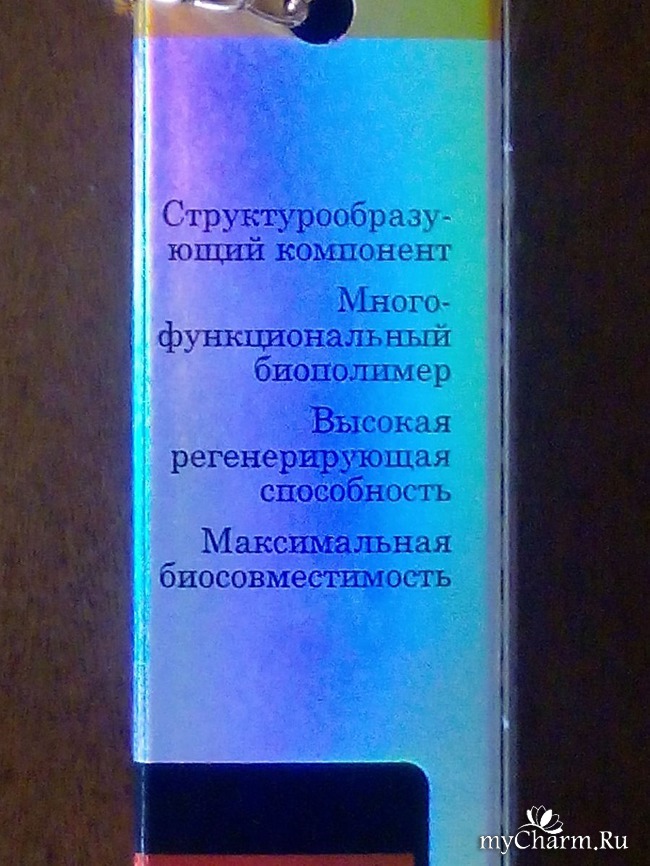 Структурообразу-
ющий компонент
Много-
функциональный
биополимер
Высокая
регенерирующая
способность
Максимальная
биосовместимость
myCharm.Ru